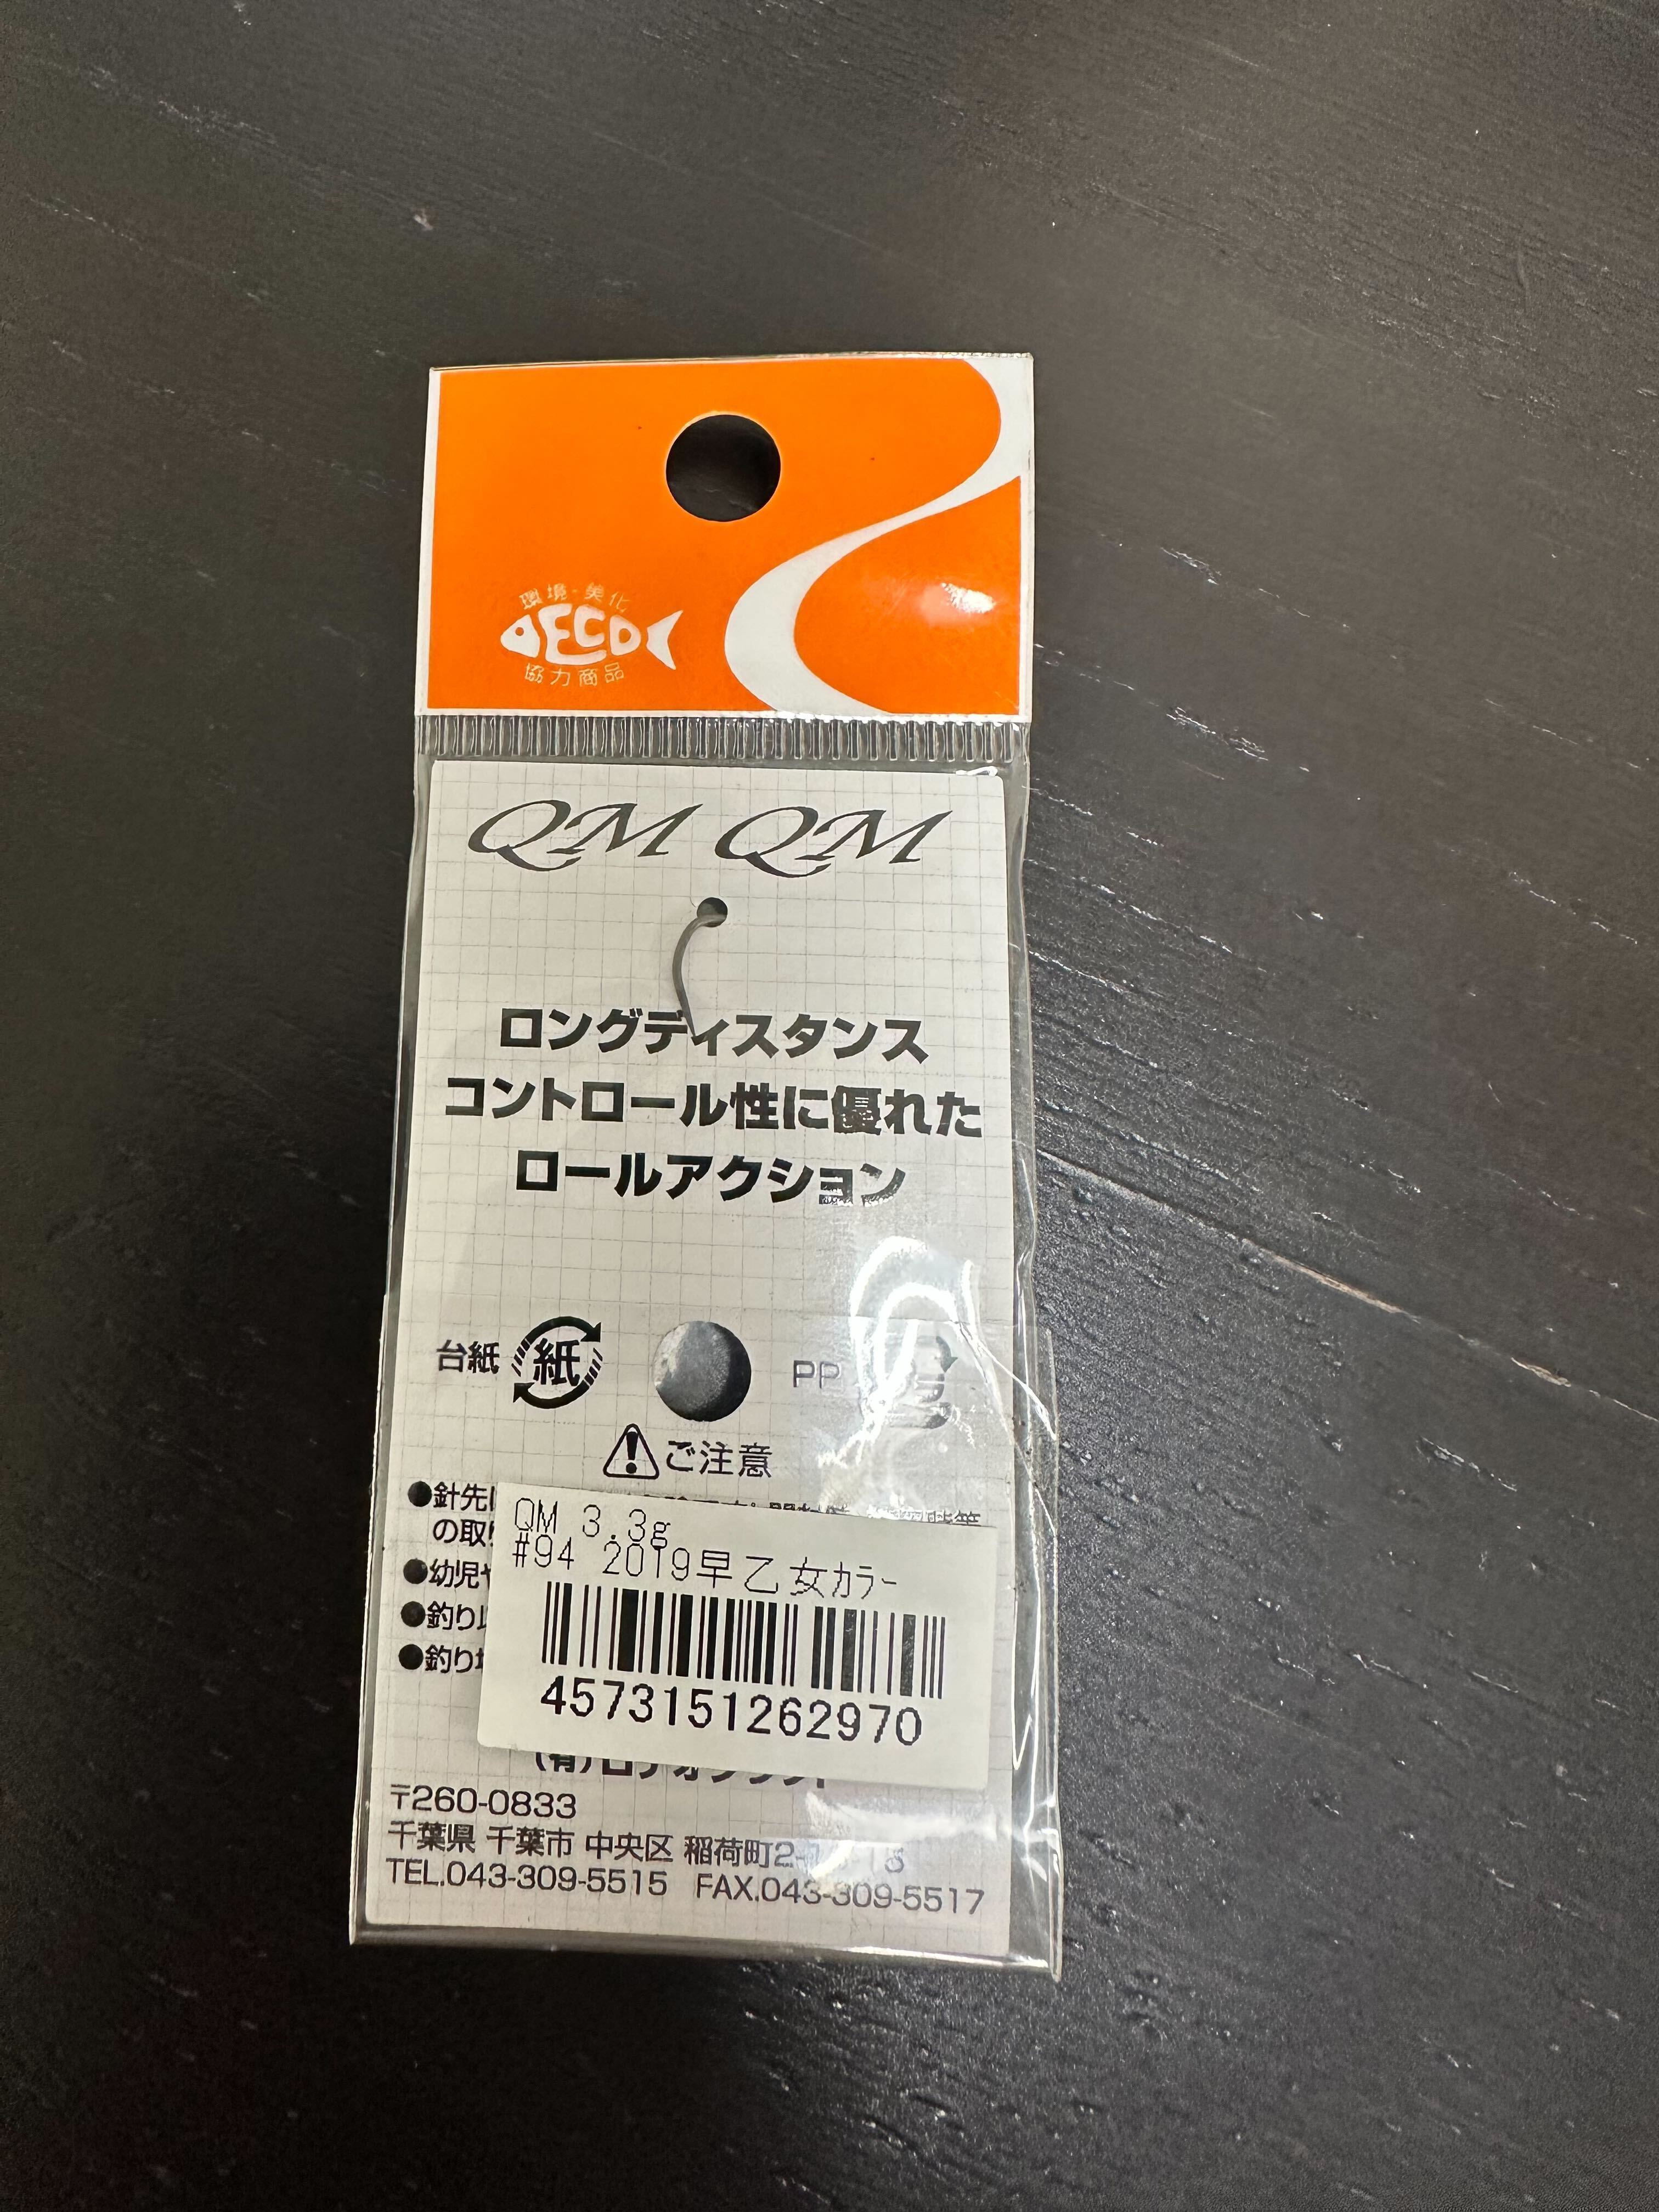 環境・美化
ECO
協力商品
QM QM
ロングディスタンス
コントロール性に優れた
ロールアクション
台紙 紙
PP
ご注意
●針先
の取
●幼児
●釣り
●釣り
QM 3.3g
#94 2019早乙女ｶﾗｰ
4573151262970
(有)
〒260-0833
千葉県 千葉市 中央区 稲荷町2-
TEL.043-309-5515 FAX.043-309-5517